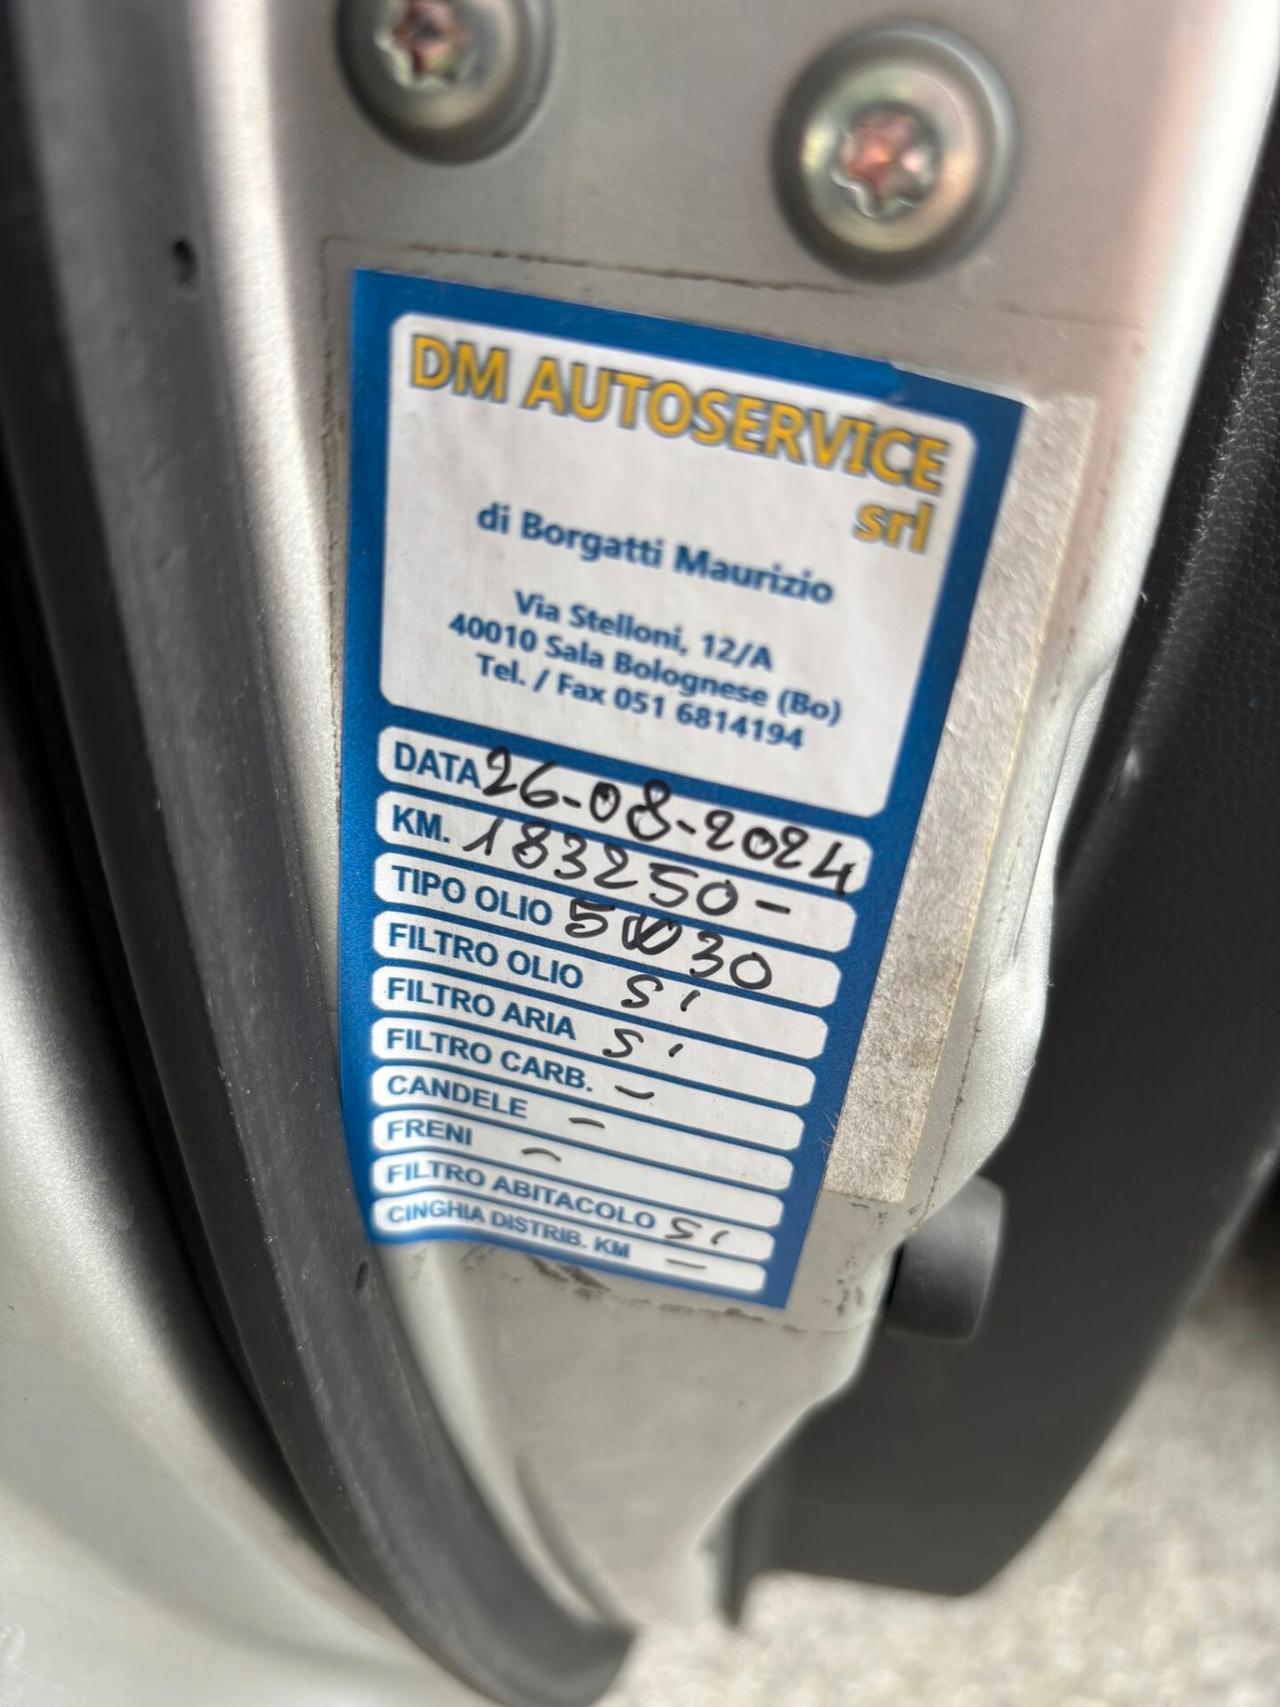 DM AUTOSERVICE
srl
di Borgatti Maurizio
Via Stelloni, 12/A
40010 Sala Bolognese (Bo)
Tel. / Fax 051 6814194
DATA 26-08-2024
KM. 183250-
TIPO OLIO 5W30
FILTRO OLIO SI
FILTRO ARIA SI
FILTRO CARB. -
CANDELE -
FRENI -
FILTRO ABITACOLO SI
CINGHIA DISTRIB. KM -